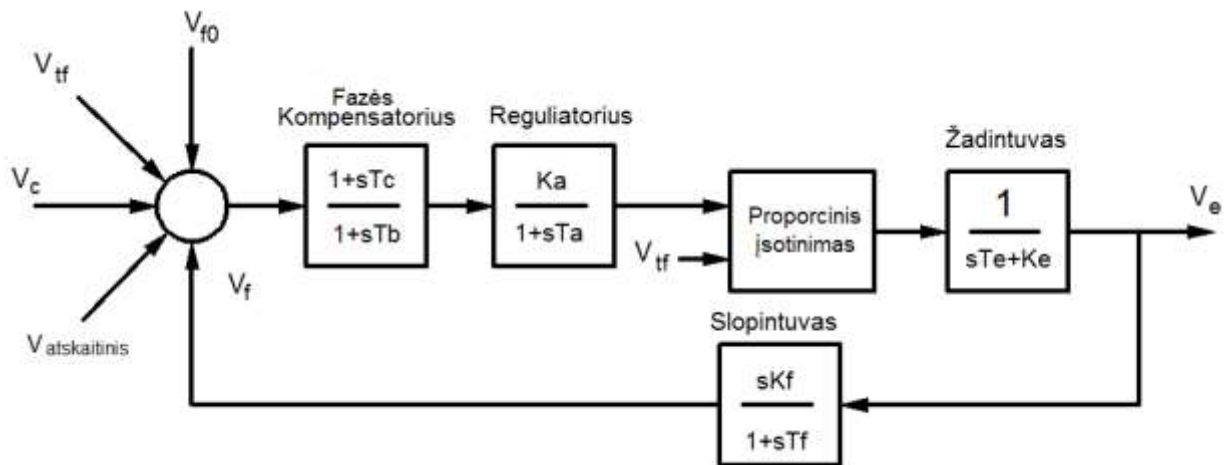 V_f0
V_tf
V_c
V_atskaitinis
V_f
Fazės
Kompensatorius
1+sTc
1+sTb
Reguliatorius
Ka
1+sTa
V_tf
Proporcinis
įsotinimas
Žadintuvas
1
sTe+Ke
V_e
Slopintuvas
sKf
1+sTf